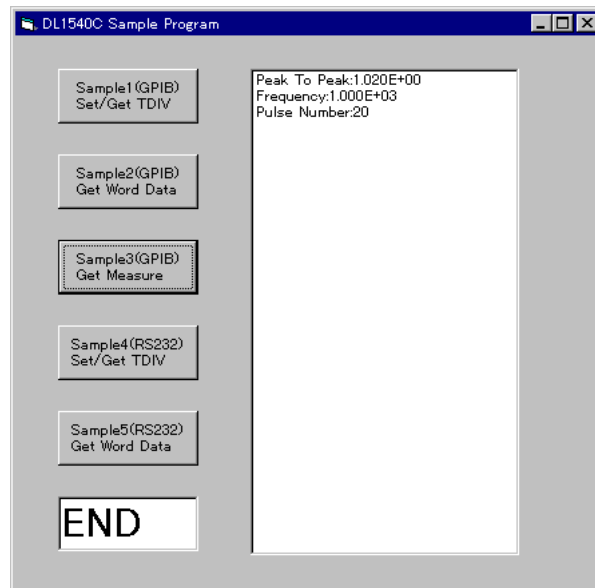 DL1540C Sample Program
Sample1(GPIB)
Set/Get TDIV
Sample2(GPIB)
Get Word Data
Sample3(GPIB)
Get Measure
Sample4(RS232)
Set/Get TDIV
Sample5(RS232)
Get Word Data
END
Peak To Peak:1.020E+00
Frequency:1.000E+03
Pulse Number:20